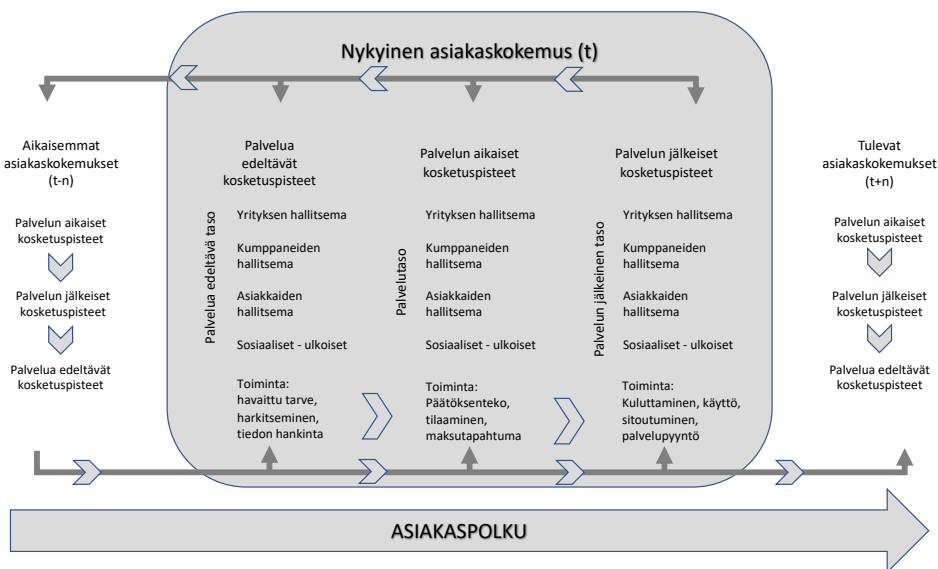 Nykyinen asiakaskokemus (t)
Aikaisemmat
asiakaskokemukset
(t-n)
Palvelun aikaiset
kosketuspisteet
Palvelun jälkeiset
kosketuspisteet
Palvelua edeltävät
kosketuspisteet
Palvelua
edeltävät
kosketuspisteet
Palvelua edeltävä taso
Yrityksen hallitsema
Kumppaneiden
hallitsema
Asiakkaiden
hallitsema
Sosiaaliset - ulkoiset
Toiminta:
havaittu tarve,
harkitseminen,
tiedon hankinta
Palvelun aikaiset
kosketuspisteet
Palvelutaso
Yrityksen hallitsema
Kumppaneiden
hallitsema
Asiakkaiden
hallitsema
Sosiaaliset - ulkoiset
Toiminta:
Päätöksenteko,
tilaaminen,
maksutapahtuma
Palvelun jälkeiset
kosketuspisteet
Palvelun jälkeinen taso
Yrityksen hallitsema
Kumppaneiden
hallitsema
Asiakkaiden
hallitsema
Sosiaaliset - ulkoiset
Toiminta:
Kuluttaminen, käyttö,
sitoutuminen,
palvelupyyntö
Tulevat
asiakaskokemukset
(t+n)
Palvelun aikaiset
kosketuspisteet
Palvelun jälkeiset
kosketuspisteet
Palvelua edeltävät
kosketuspisteet
ASIAKASPOLKU